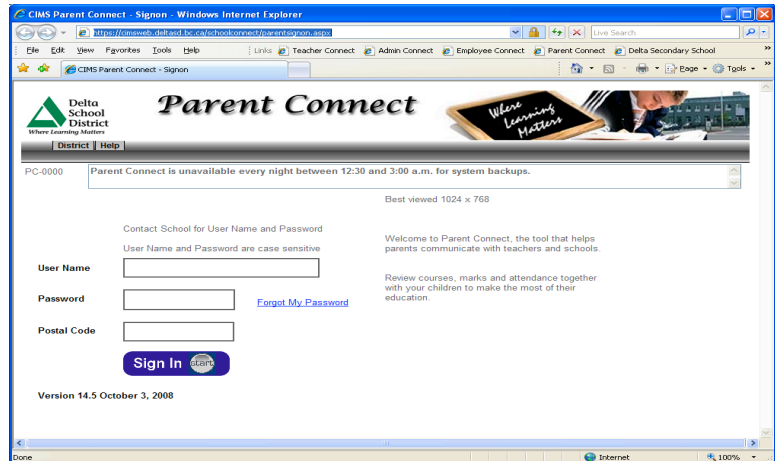 CIMS Parent Connect - Signon - Windows Internet Explorer
https://cimsweb.deltasd.bc.ca/schoolconnect/parentsignon.aspx
Live Search
File Edit View Favorites Tools Help
Links Teacher Connect Admin Connect Employee Connect Parent Connect Delta Secondary School
CIMS Parent Connect - Signon
Page Tools
Delta
School
District
Where Learning Matters
Parent Connect
Where
Learning
Matters
District Help
PC-0000 Parent Connect is unavailable every night between 12:30 and 3:00 a.m. for system backups.
Best viewed 1024 x 768
Contact School for User Name and Password
User Name and Password are case sensitive
Welcome to Parent Connect, the tool that helps
parents communicate with teachers and schools.
Review courses, marks and attendance together
with your children to make the most of their
education.
User Name
Password Forgot My Password
Postal Code
Sign In start
Version 14.5 October 3, 2008
Done Internet 100%